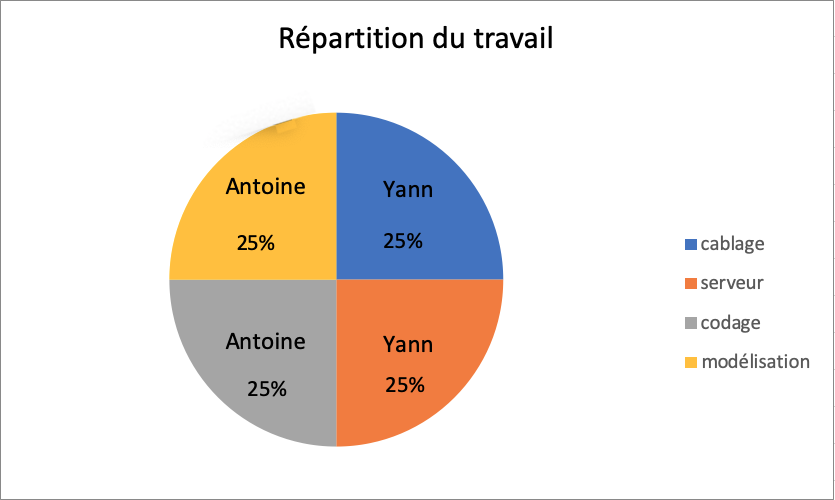 Répartition du travail
Antoine
25%
Yann
25%
Antoine
25%
Yann
25%
cablage
serveur
codage
modélisation